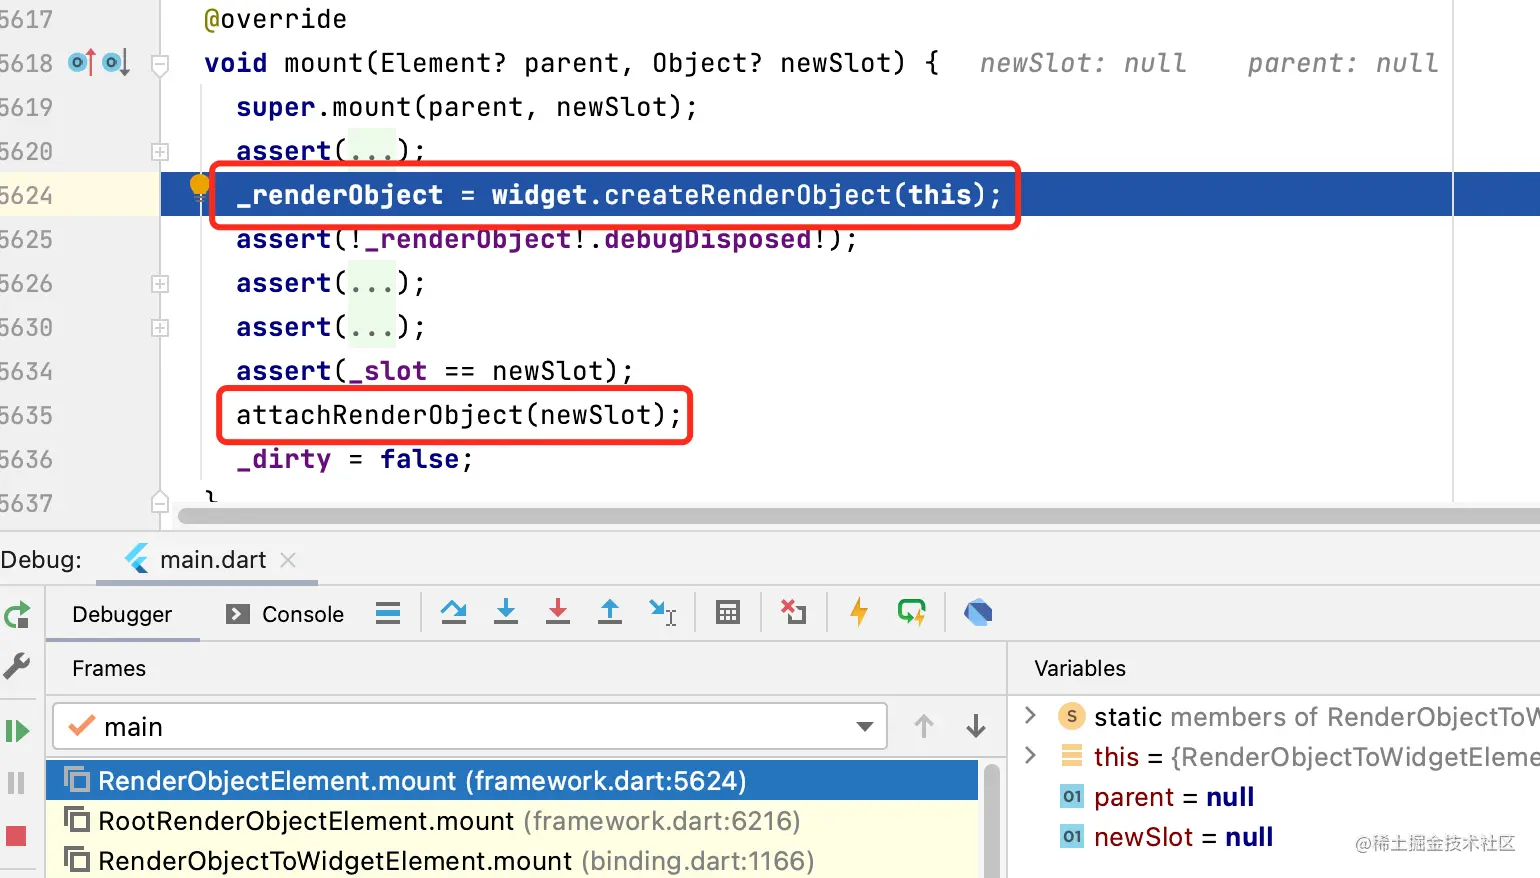 5617 @override
5618 void mount(Element? parent, Object? newSlot) { newSlot: null parent: null
5619 super.mount(parent, newSlot);
5620 assert(...);
5624 _renderObject = widget.createRenderObject(this);
5625 assert(!_renderObject!.debugDisposed!);
5626 assert(...);
5630 assert(...);
5634 assert(_slot == newSlot);
5635 attachRenderObject(newSlot);
5636 _dirty = false;
5637 }
Debug: main.dart
Debugger Console
Frames
main
RenderObjectElement.mount (framework.dart:5624)
RootRenderObjectElement.mount (framework.dart:6216)
RenderObjectToWidgetElement.mount (binding.dart:1166)
Variables
static members of RenderObjectToW
this = {RenderObjectToWidgetEleme
parent = null
newSlot = null
@稀土掘金技术社区